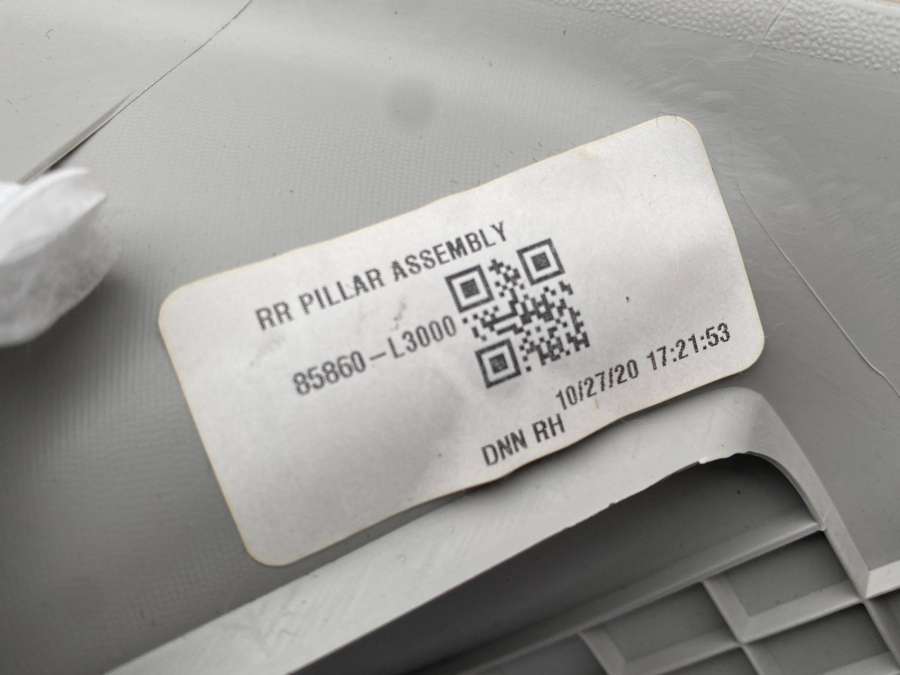 RR PILLAR ASSEMBLY
85860-L3000
10/27/20 17:21:53
DNN RH